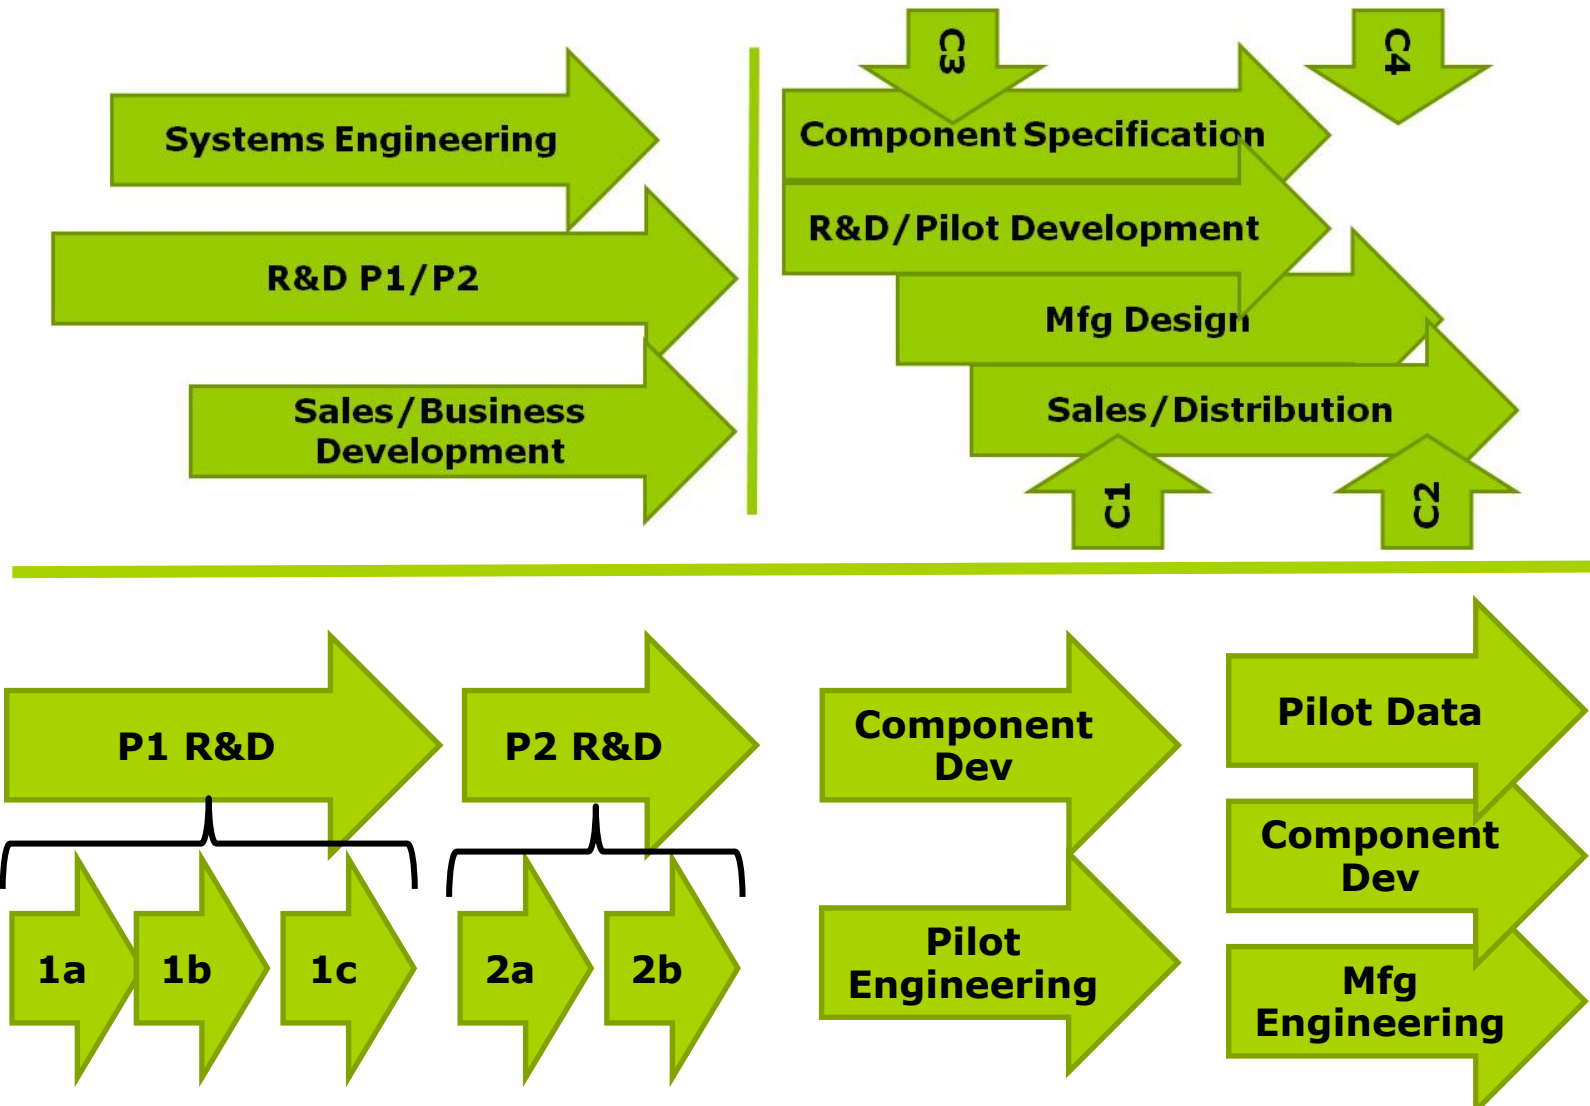 Systems Engineering
R&D P1/P2
Sales/Business
Development
C3
C4
Component Specification
R&D/Pilot Development
Mfg Design
Sales/Distribution
C1
C2
P1 R&D
P2 R&D
1a
1b
1c
2a
2b
Component
Dev
Pilot
Engineering
Pilot Data
Component
Dev
Mfg
Engineering